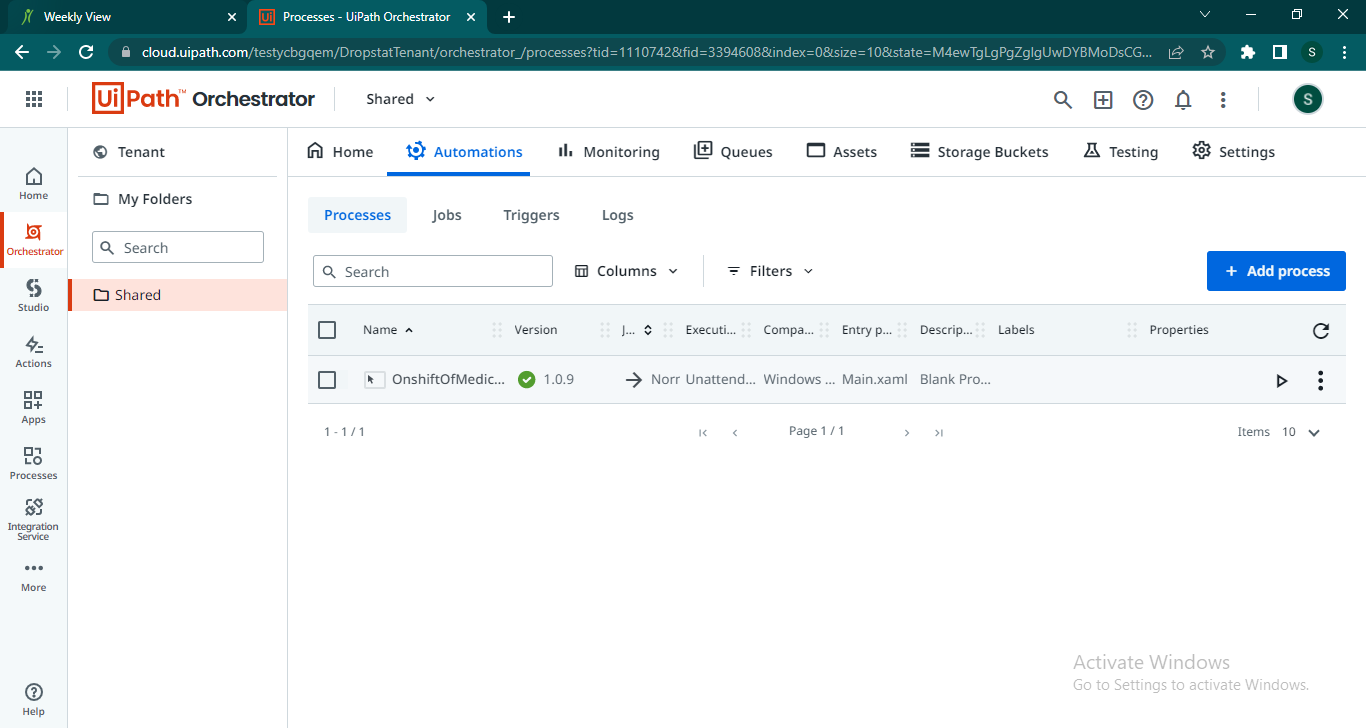 Weekly View
Processes - UiPath Orchestrator
cloud.uipath.com/testycbgqem/DropstatTenant/orchestrator_/processes?tid=1110742&fid=3394608&index=0&size=10&state=M4ewTgLgPgZglgUwDYBMoDsCG...
S
UiPath™ Orchestrator
Shared
S
Tenant
My Folders
Search
Shared
Home
Orchestrator
Studio
Actions
Apps
Processes
Integration
Service
More
Help
Home Automations Monitoring Queues Assets Storage Buckets Testing Settings
Processes Jobs Triggers Logs
Search Columns Filters + Add process
Name Version J... Executi... Compa... Entry p... Descrip... Labels Properties
OnshiftOfMedic... 1.0.9 Norr Unattend... Windows ... Main.xaml Blank Pro...
1 - 1 / 1 Page 1 / 1 Items 10
Activate Windows
Go to Settings to activate Windows.